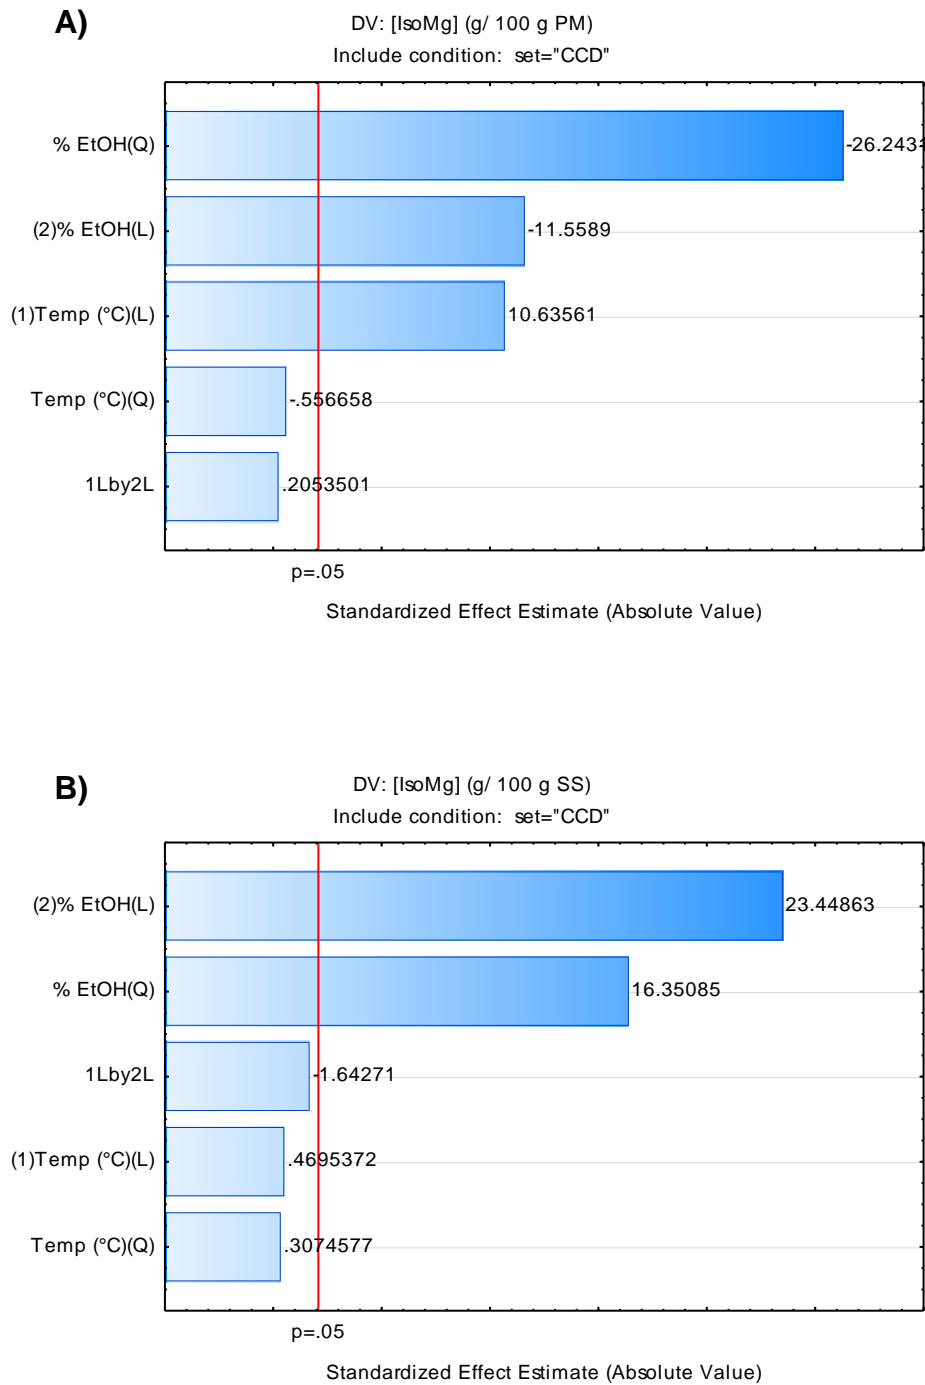 A)
DV: [IsoMg] (g/ 100 g PM)
Include condition: set="CCD"
% EtOH(Q)
-26.2431
(2)% EtOH(L)
-11.5589
(1)Temp (°C)(L)
10.63561
Temp (°C)(Q)
-.556658
1Lby2L
.2053501
p=.05
Standardized Effect Estimate (Absolute Value)
B)
DV: [IsoMg] (g/ 100 g SS)
Include condition: set="CCD"
(2)% EtOH(L)
23.44863
% EtOH(Q)
16.35085
1Lby2L
-1.64271
(1)Temp (°C)(L)
.4695372
Temp (°C)(Q)
.3074577
p=.05
Standardized Effect Estimate (Absolute Value)